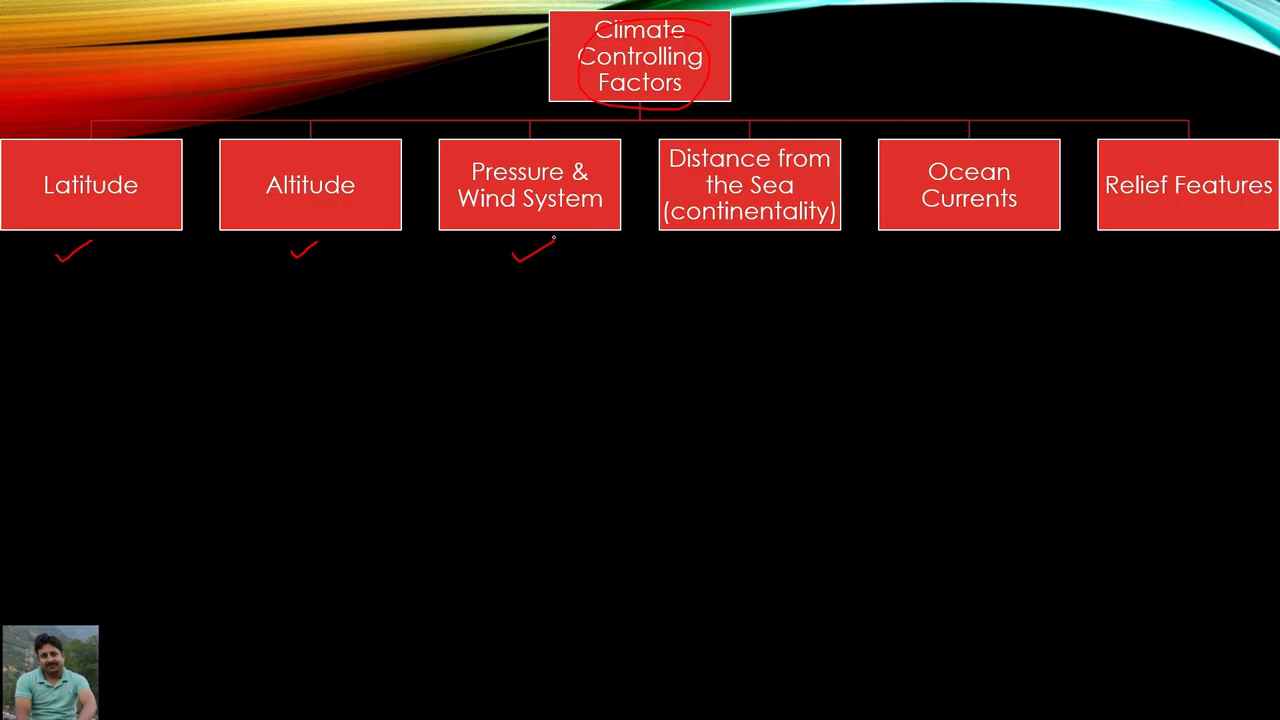 Climate
Controlling
Factors
Latitude
Altitude
Pressure &
Wind System
Distance from
the Sea
(continentality)
Ocean
Currents
Relief Features